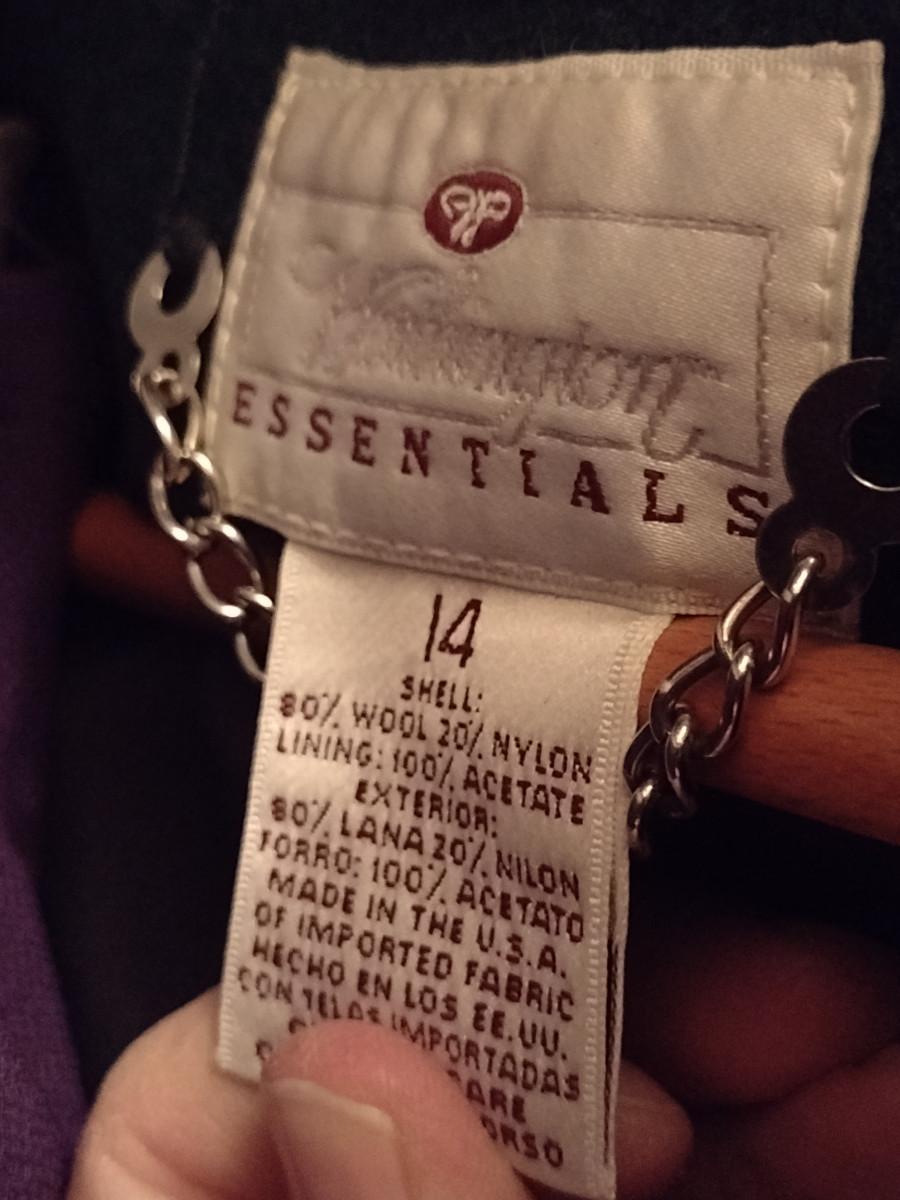 ESSENTIALS
14
SHELL:
80% WOOL 20% NYLON
LINING: 100% ACETATE
EXTERIOR:
80% LANA 20% NILON
FORRO: 100% ACETATO
MADE IN THE U.S.A.
OF IMPORTED FABRIC
HECHO EN LOS EE.UU.
CON TELAS IMPORTADAS